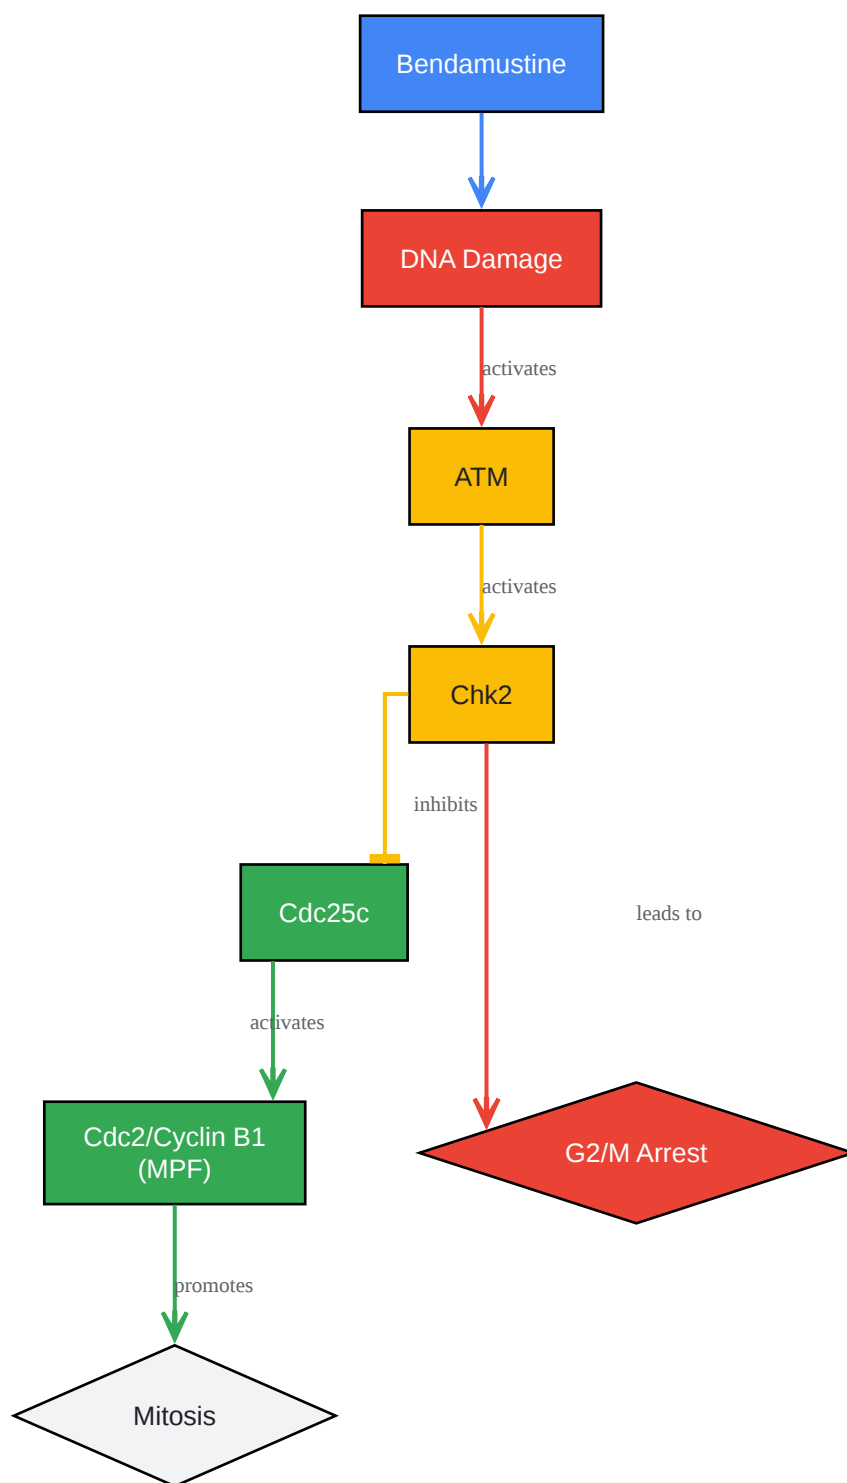 Bendamustine
DNA Damage
activates
ATM
activates
Chk2
inhibits
Cdc25c
leads to
activates
Cdc2/Cyclin B1
(MPF)
G2/M Arrest
promotes
Mitosis